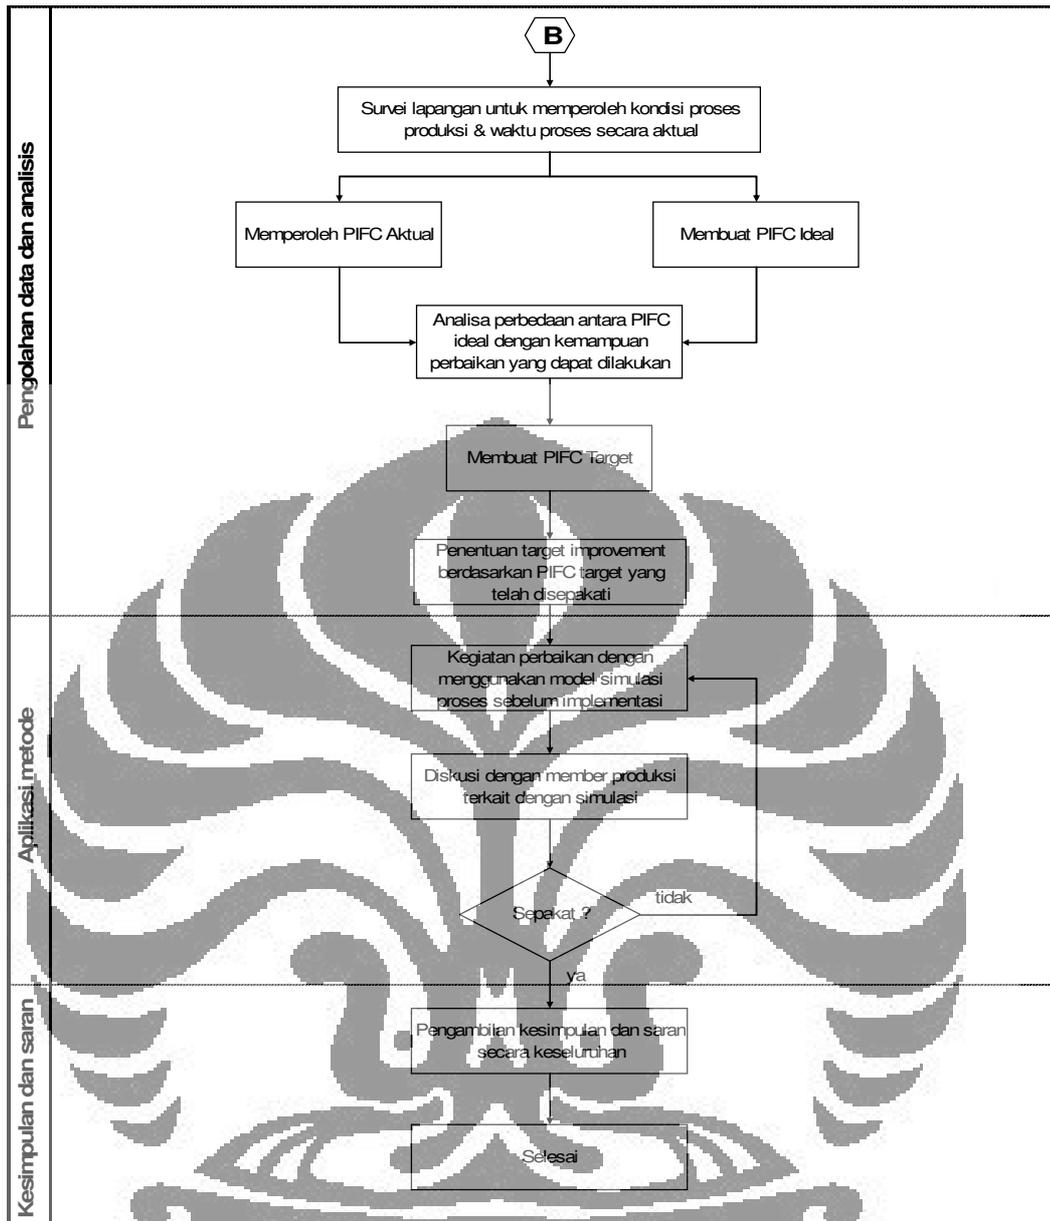 B
Pengolahan data dan analisis
Survei lapangan untuk memperoleh kondisi proses
produksi & waktu proses secara aktual
Memperoleh PIFC Aktual
Membuat PIFC Ideal
Analisa perbedaan antara PIFC
ideal dengan kemampuan
perbaikan yang dapat dilakukan
Membuat PIFC Target
Penentuan target improvement
berdasarkan PIFC target yang
telah disepakati
Aplikasi metode
Kegiatan perbaikan dengan
menggunakan model simulasi
proses sebelum implementasi
Diskusi dengan member produksi
terkait dengan simulasi
Sepakat ?
tidak
ya
Kesimpulan dan saran
Pengambilan kesimpulan dan saran
secara keseluruhan
Selesai